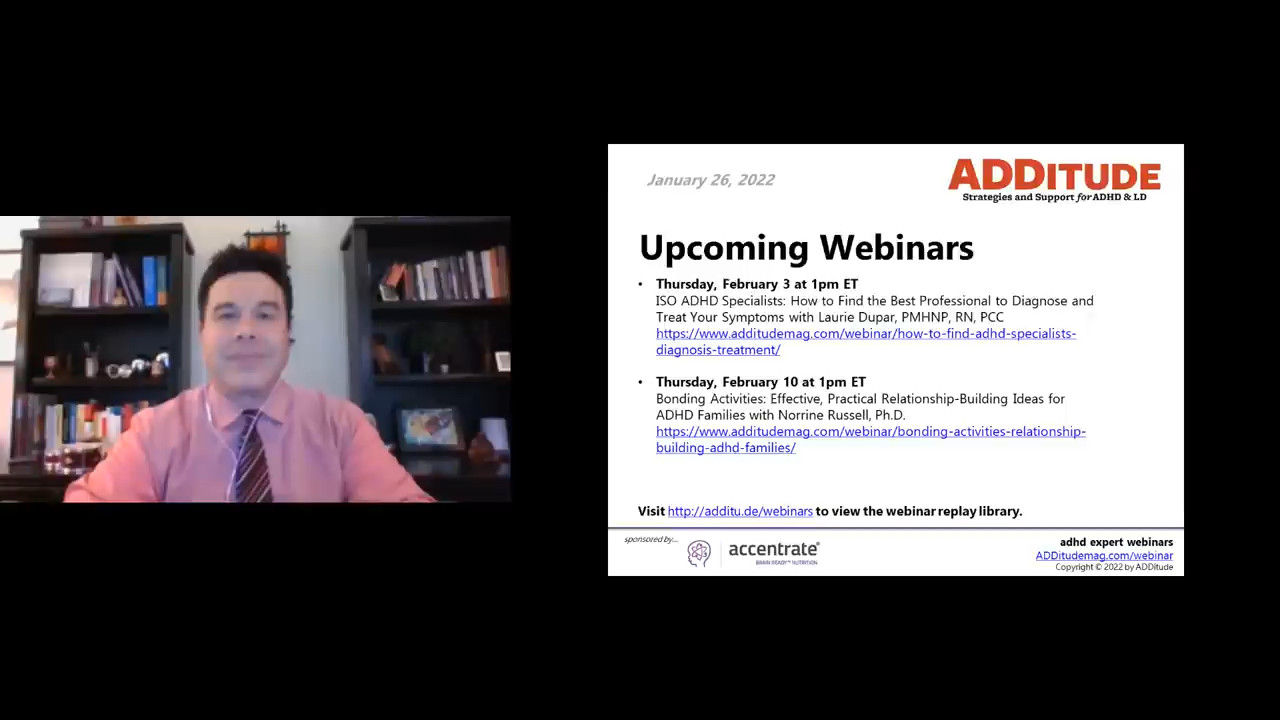 January 26, 2022
ADDITUDE
Strategies and Support for ADHD & LD
Upcoming Webinars
• Thursday, February 3 at 1pm ET
ISO ADHD Specialists: How to Find the Best Professional to Diagnose and
Treat Your Symptoms with Laurie Dupar, PMHNP, RN, PCC
https://www.additudemag.com/webinar/how-to-find-adhd-specialists-
diagnosis-treatment/
• Thursday, February 10 at 1pm ET
Bonding Activities: Effective, Practical Relationship-Building Ideas for
ADHD Families with Norrine Russell, Ph.D.
https://www.additudemag.com/webinar/bonding-activities-relationship-
building-adhd-families/
Visit http://additu.de/webinars to view the webinar replay library.
sponsored by...
accentrate®
BRAIN READY™ NUTRITION
adhd expert webinars
ADDitudemag.com/webinar
Copyright © 2022 by ADDitude